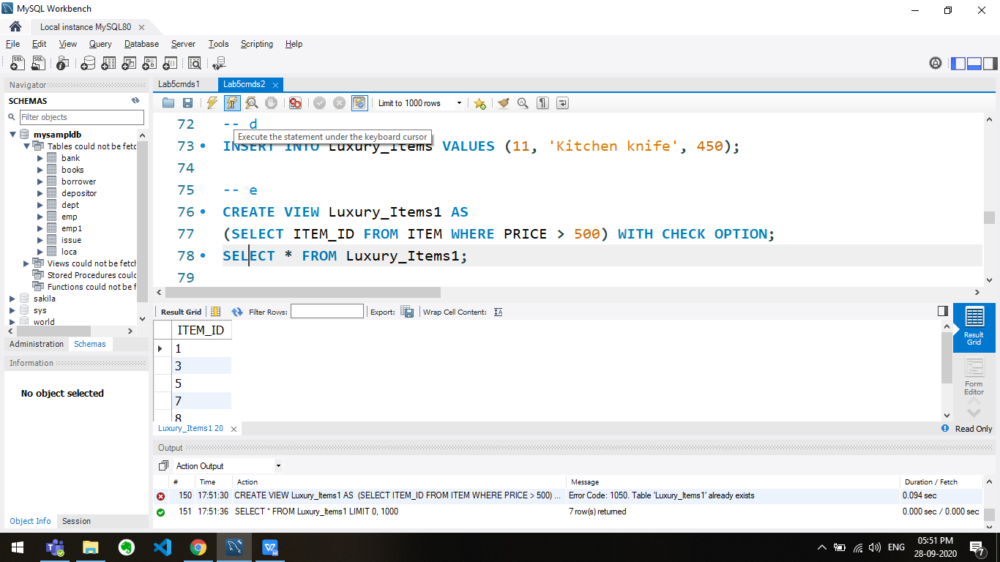 MySQL Workbench
Local instance MySQL80
File Edit View Query Database Server Tools Scripting Help
Navigator
SCHEMAS
Filter objects
mysampldb
Tables could not be fetc
bank
books
borrower
depositor
dept
emp
emp1
issue
loca
Views could not be fetch
Stored Procedures could
Functions could not be f
sakila
sys
world
Administration Schemas
Information
No object selected
Object Info Session
Lab5cmds1 Lab5cmds2
Limit to 1000 rows
72 -- d
Execute the statement under the keyboard cursor
73 INSERT INTO Luxury_Items VALUES (11, 'Kitchen knife', 450);
74
75 -- e
76 CREATE VIEW Luxury_Items1 AS
77 (SELECT ITEM_ID FROM ITEM WHERE PRICE > 500) WITH CHECK OPTION;
78 SELECT * FROM Luxury_Items1;
79
Result Grid Filter Rows: Export: Wrap Cell Content:
ITEM_ID
1
3
5
7
8
Result
Grid
Form
Editor
Luxury_Items1 20
Read Only
Output
Action Output
# Time Action Message Duration / Fetch
150 17:51:30 CREATE VIEW Luxury_Items1 AS (SELECT ITEM_ID FROM ITEM WHERE PRICE > 500) ... Error Code: 1050. Table 'Luxury_Items1' already exists 0.094 sec
151 17:51:36 SELECT * FROM Luxury_Items1 LIMIT 0, 1000 7 row(s) returned 0.000 sec / 0.000 sec
ENG
05:51 PM
28-09-2020
7